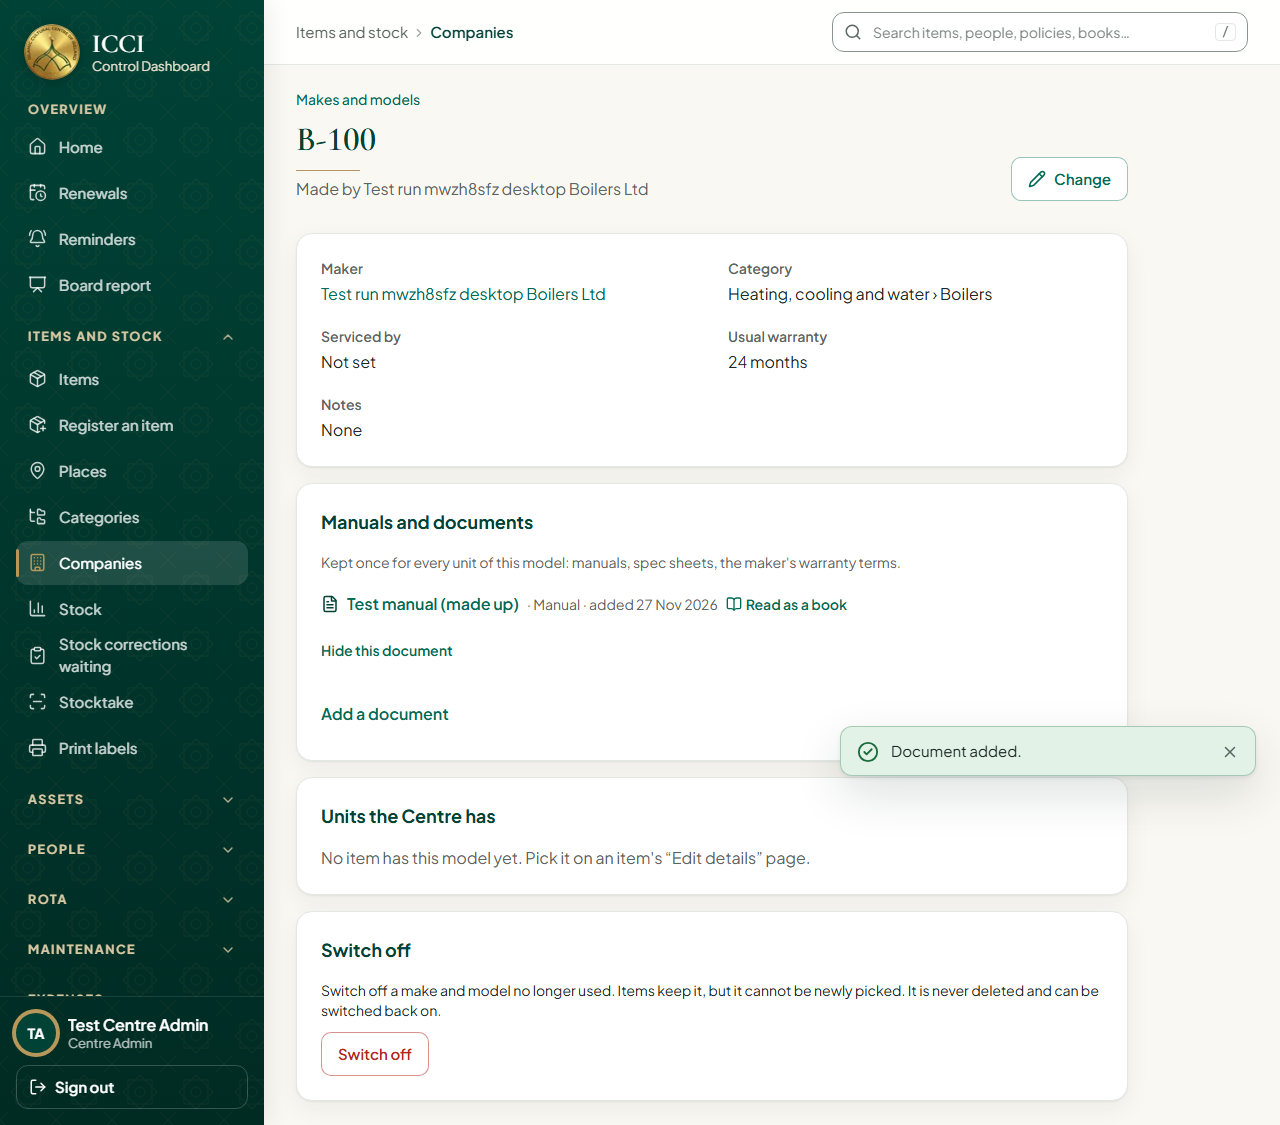 ICCI
Control Dashboard
OVERVIEW
Home
Renewals
Reminders
Board report
ITEMS AND STOCK
Items
Register an item
Places
Categories
Companies
Stock
Stock corrections
waiting
Stocktake
Print labels
ASSETS
PEOPLE
ROTA
MAINTENANCE
EXPENSES
TA
Test Centre Admin
Centre Admin
Sign out
Items and stock › Companies
Search items, people, policies, books…
/
Makes and models
B-100
Made by Test run mwzh8sfz desktop Boilers Ltd
Change
Maker
Test run mwzh8sfz desktop Boilers Ltd
Category
Heating, cooling and water › Boilers
Serviced by
Not set
Usual warranty
24 months
Notes
None
Manuals and documents
Kept once for every unit of this model: manuals, spec sheets, the maker's warranty terms.
Test manual (made up) · Manual · added 27 Nov 2026 Read as a book
Hide this document
Add a document
Document added.
Units the Centre has
No item has this model yet. Pick it on an item's “Edit details” page.
Switch off
Switch off a make and model no longer used. Items keep it, but it cannot be newly picked. It is never deleted and can be
switched back on.
Switch off